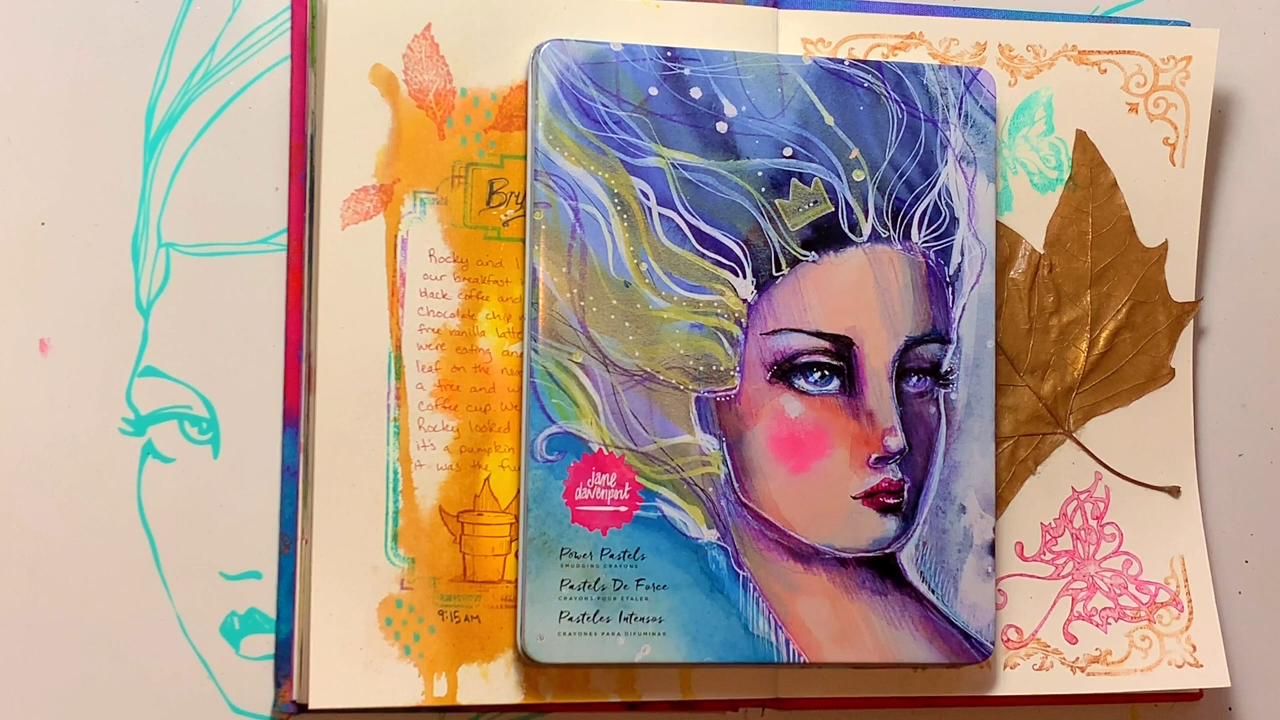 Rocky and I
our breakfast
black coffee and
chocolate chip
free vanilla latte
were eating and
leaf on the
a tree and
coffee cup. We
Rocky looked
it's a pumpkin
it was the
9:15 AM
jane
davenport
Power Pastels
SMUDGING CRAYONS
Pastels De Force
CRAYONS POUR ÉTALER
Pasteles Intensos
CRAYONES PARA DIFUMINAR